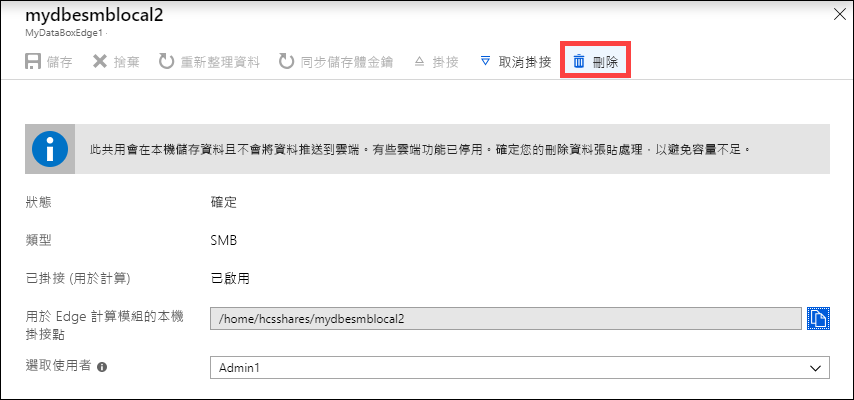 mydbesmblocal2
MyDataBoxEdge1
儲存 捨棄 重新整理資料 同步儲存體金鑰 掛接 取消掛接 刪除
此共用會在本機儲存資料且不會將資料推送到雲端。有些雲端功能已停用。確定您的刪除資料張貼處理，以避免容量不足。
狀態 確定
類型 SMB
已掛接 (用於計算) 已啟用
用於 Edge 計算模組的本機
掛接點
/home/hcsshares/mydbesmblocal2
選取使用者 Admin1